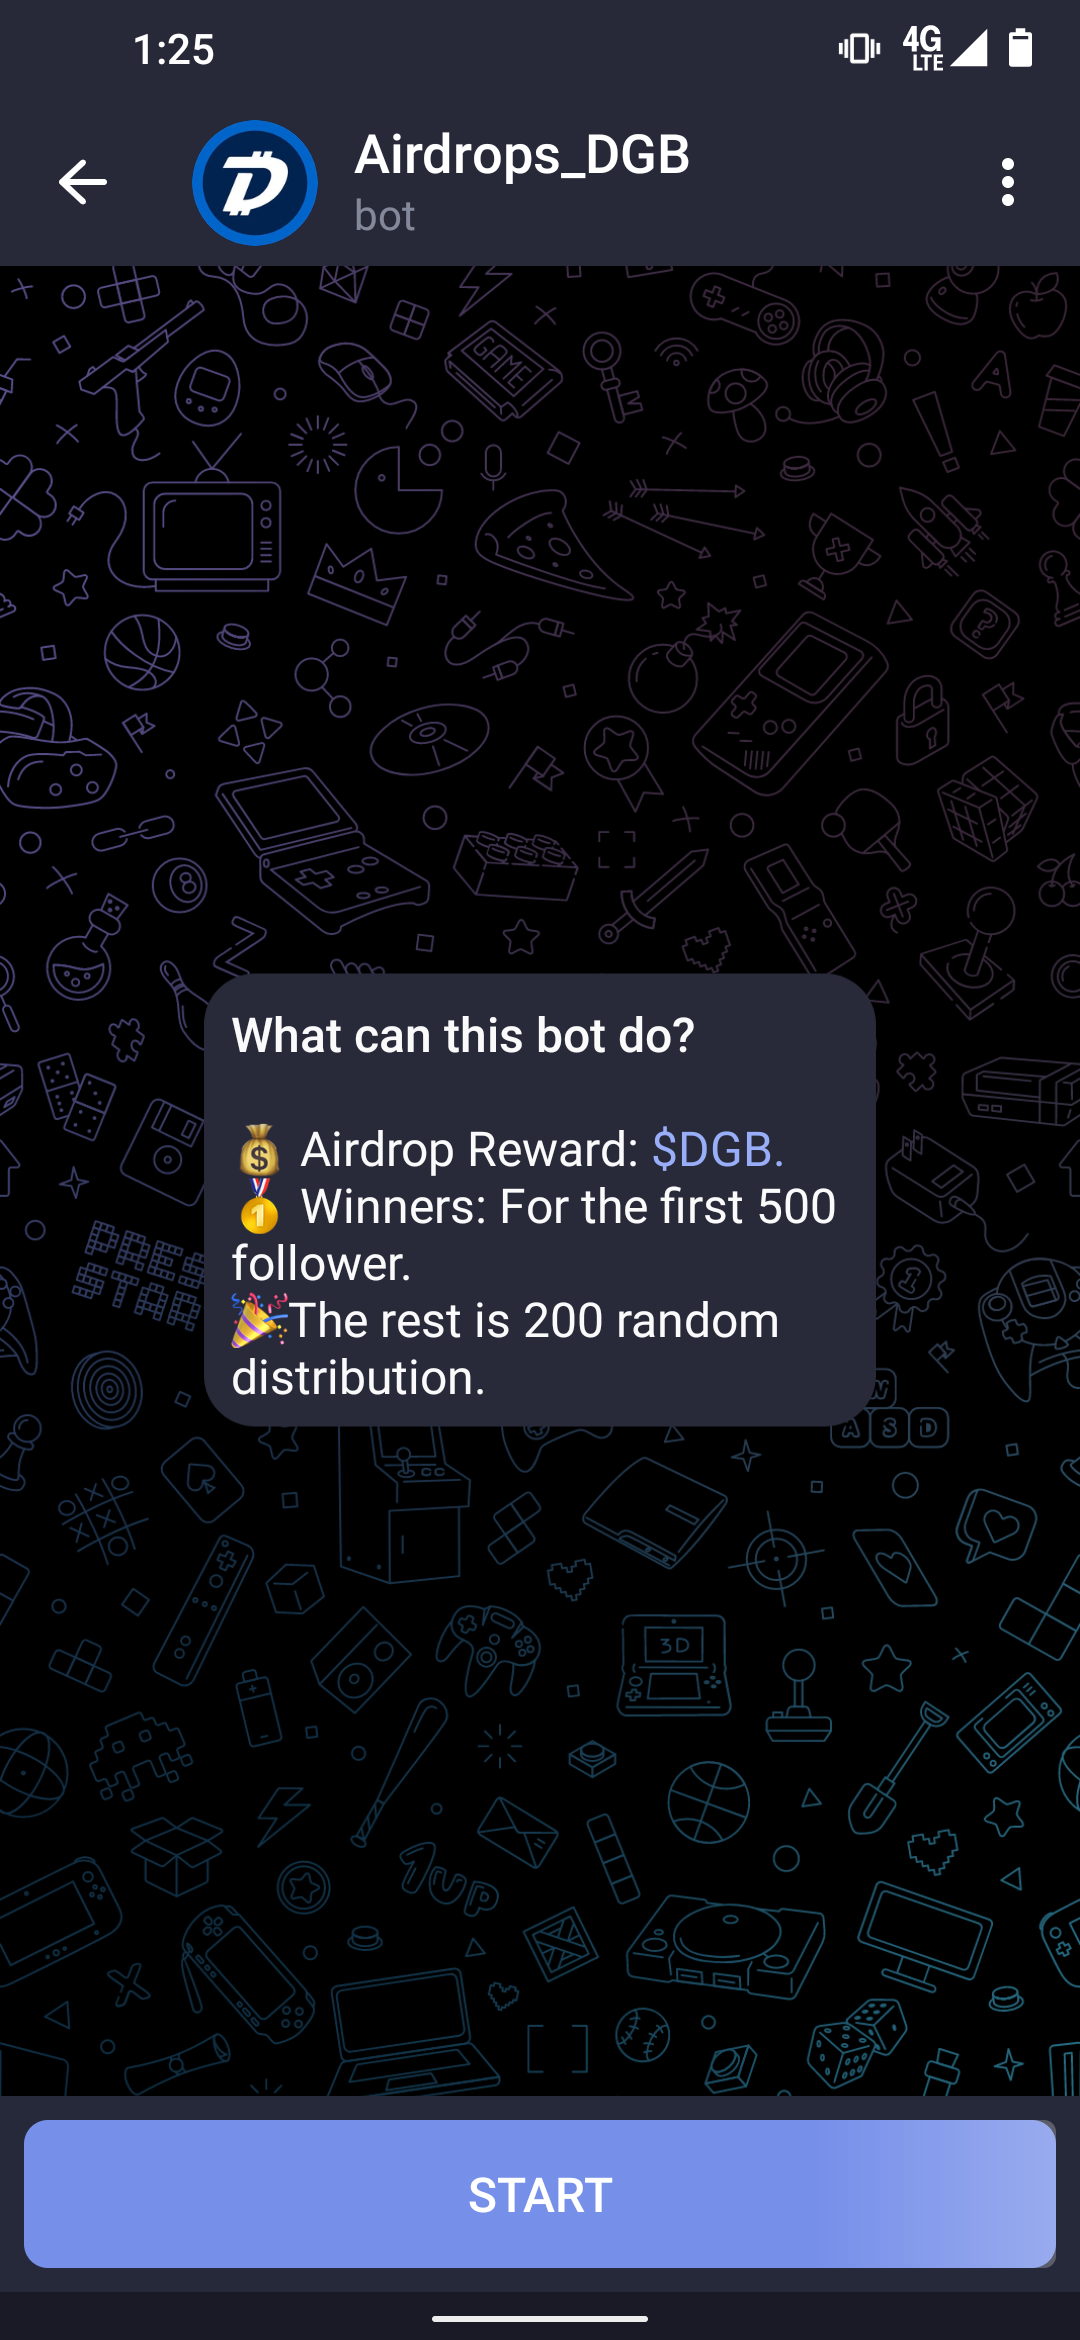 1:25
4G
LTE
Airdrops_DGB
bot
GAME
What can this bot do?
💰 Airdrop Reward: $DGB.
🥇 Winners: For the first 500
follower.
🎉The rest is 200 random
distribution.
W
A S D
3D
1UP
START